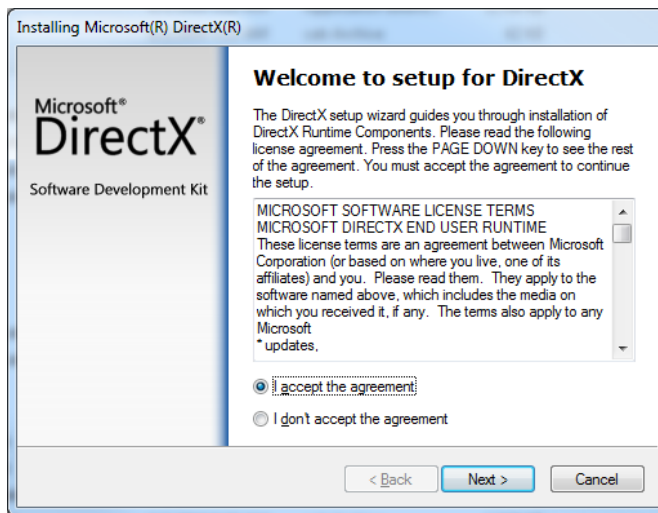 Installing Microsoft(R) DirectX(R)
Microsoft®
DirectX®
Software Development Kit
Welcome to setup for DirectX
The DirectX setup wizard guides you through installation of
DirectX Runtime Components. Please read the following
license agreement. Press the PAGE DOWN key to see the rest
of the agreement. You must accept the agreement to continue
the setup.
MICROSOFT SOFTWARE LICENSE TERMS
MICROSOFT DIRECTX END USER RUNTIME
These license terms are an agreement between Microsoft
Corporation (or based on where you live, one of its
affiliates) and you.  Please read them.  They apply to the
software named above, which includes the media on
which you received it, if any.  The terms also apply to any
Microsoft
* updates,
I accept the agreement
I don't accept the agreement
< Back
Next >
Cancel